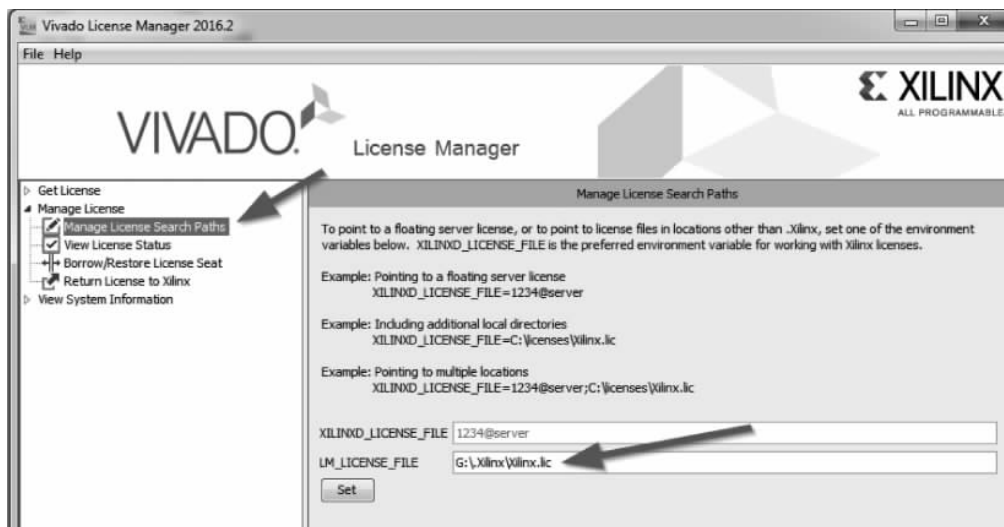 Vivado License Manager 2016.2
File Help
VIVADO.
License Manager
XILINX
ALL PROGRAMMABLE
Get License
Manage License
Manage License Search Paths
View License Status
Borrow/Restore License Seat
Return License to Xilinx
View System Information
Manage License Search Paths
To point to a floating server license, or to point to license files in locations other than .Xilinx, set one of the environment
variables below. XILINXD_LICENSE_FILE is the preferred environment variable for working with Xilinx licenses.
Example: Pointing to a floating server license
XILINXD_LICENSE_FILE=1234@server
Example: Including additional local directories
XILINXD_LICENSE_FILE=C:\licenses\Xilinx.lic
Example: Pointing to multiple locations
XILINXD_LICENSE_FILE=1234@server;C:\licenses\Xilinx.lic
XILINXD_LICENSE_FILE 1234@server
LM_LICENSE_FILE G:\.Xilinx\Xilinx.lic
Set